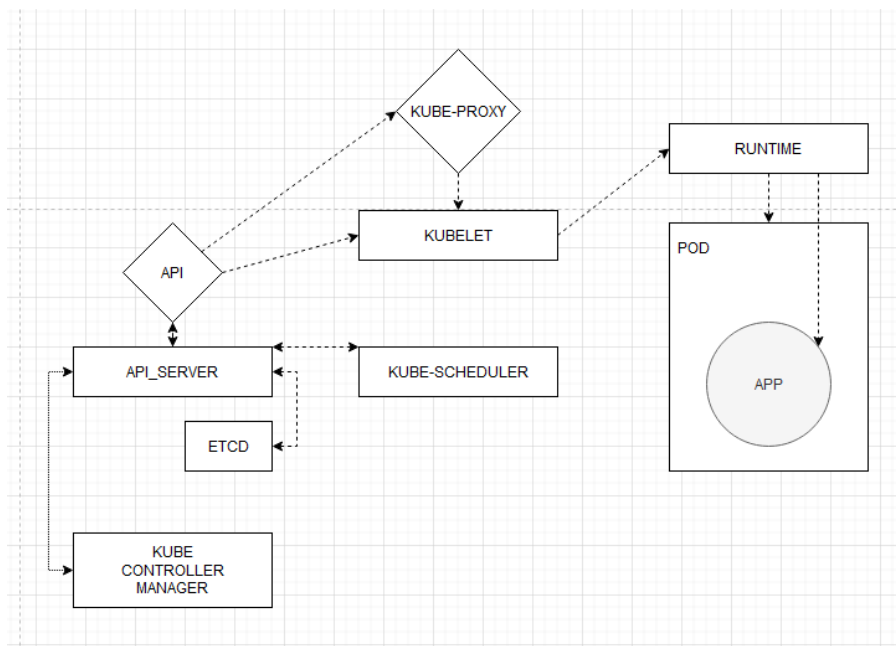 KUBE-PROXY
RUNTIME
KUBELET
POD
API
API_SERVER
KUBE-SCHEDULER
APP
ETCD
KUBE
CONTROLLER
MANAGER